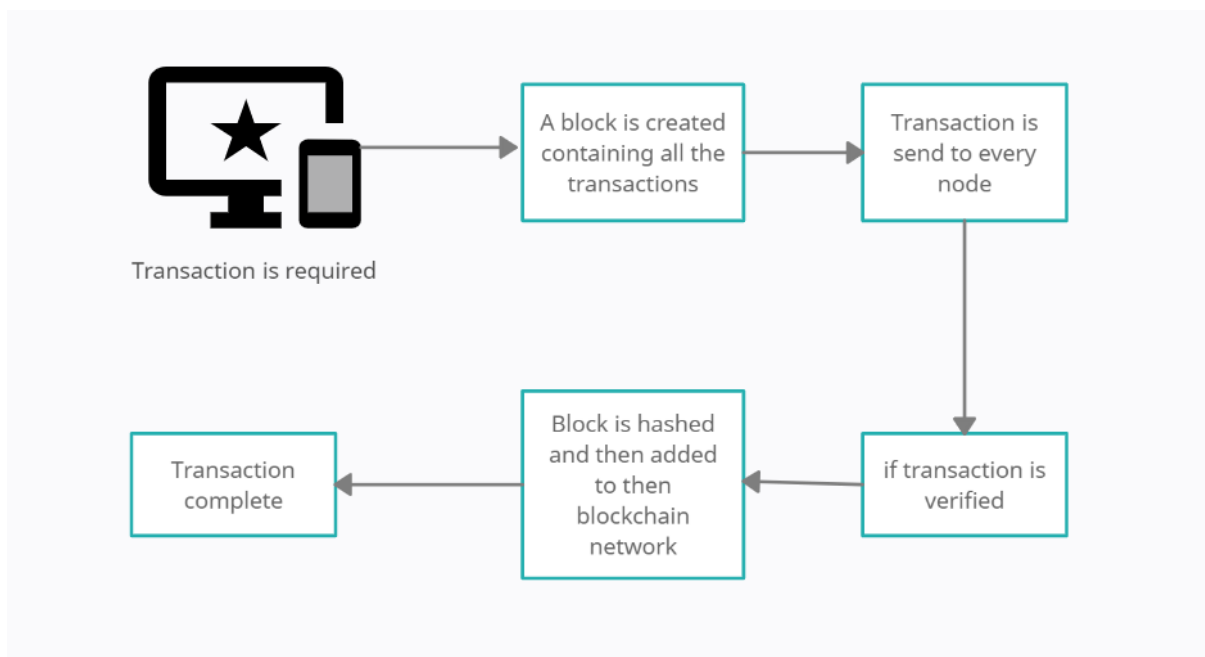 Transaction is required
A block is created
containing all the
transactions
Transaction is
send to every
node
if transaction is
verified
Block is hashed
and then added
to then
blockchain
network
Transaction
complete